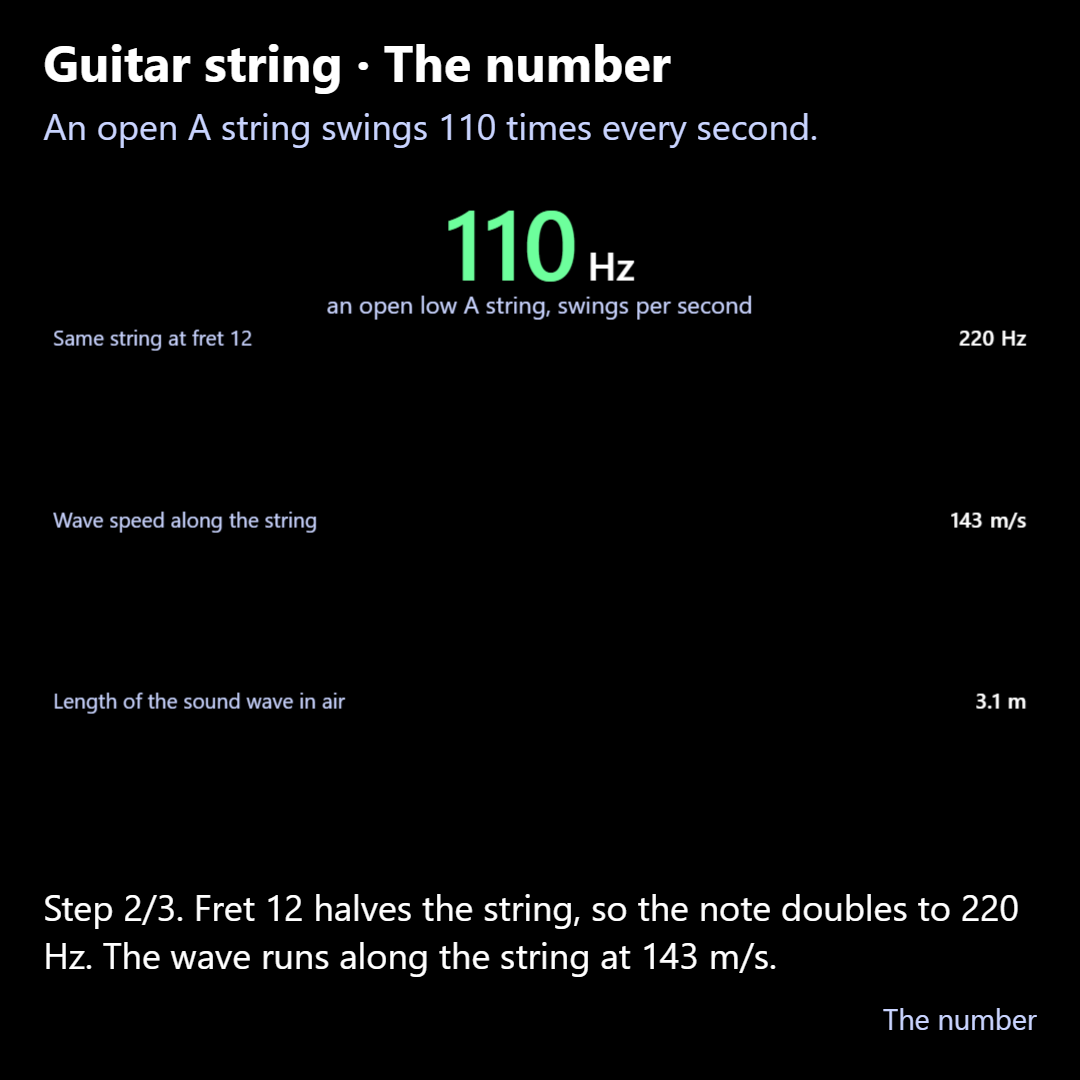 Guitar string · The number
An open A string swings 110 times every second.
110 Hz
an open low A string, swings per second
Same string at fret 12 220 Hz
Wave speed along the string 143 m/s
Length of the sound wave in air 3.1 m
Step 2/3. Fret 12 halves the string, so the note doubles to 220
Hz. The wave runs along the string at 143 m/s.
The number